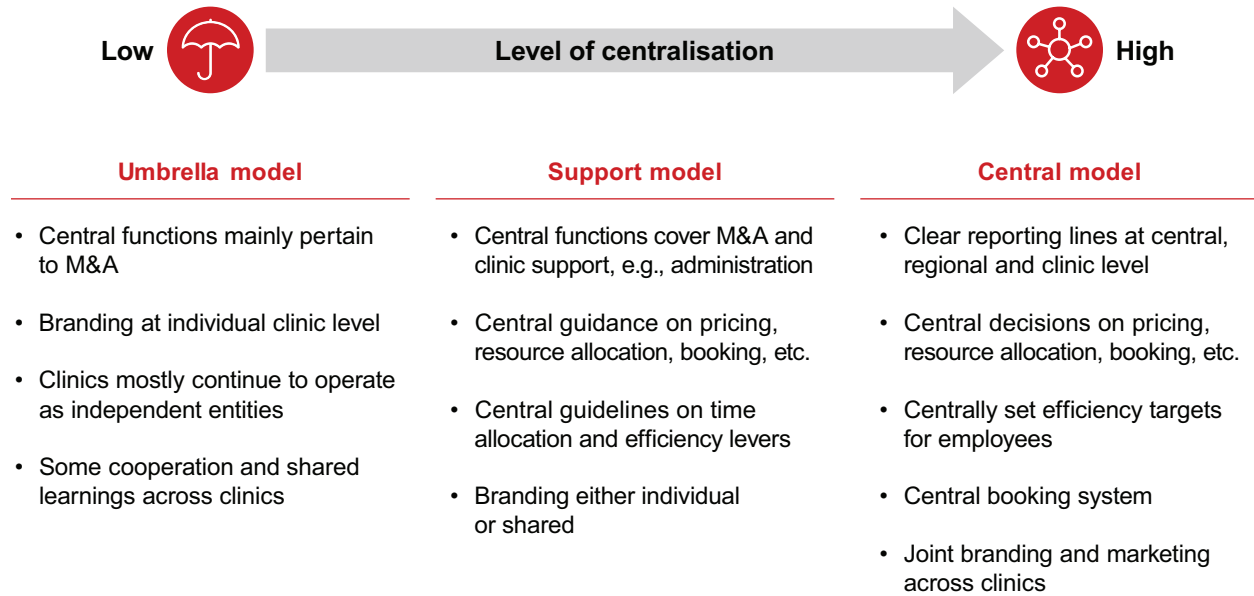 Low
Level of centralisation
High
Umbrella model
• Central functions mainly pertain
to M&A
• Branding at individual clinic level
• Clinics mostly continue to operate
as independent entities
• Some cooperation and shared
learnings across clinics
Support model
• Central functions cover M&A and
clinic support, e.g., administration
• Central guidance on pricing,
resource allocation, booking, etc.
• Central guidelines on time
allocation and efficiency levers
• Branding either individual
or shared
Central model
• Clear reporting lines at central,
regional and clinic level
• Central decisions on pricing,
resource allocation, booking, etc.
• Centrally set efficiency targets
for employees
• Central booking system
• Joint branding and marketing
across clinics